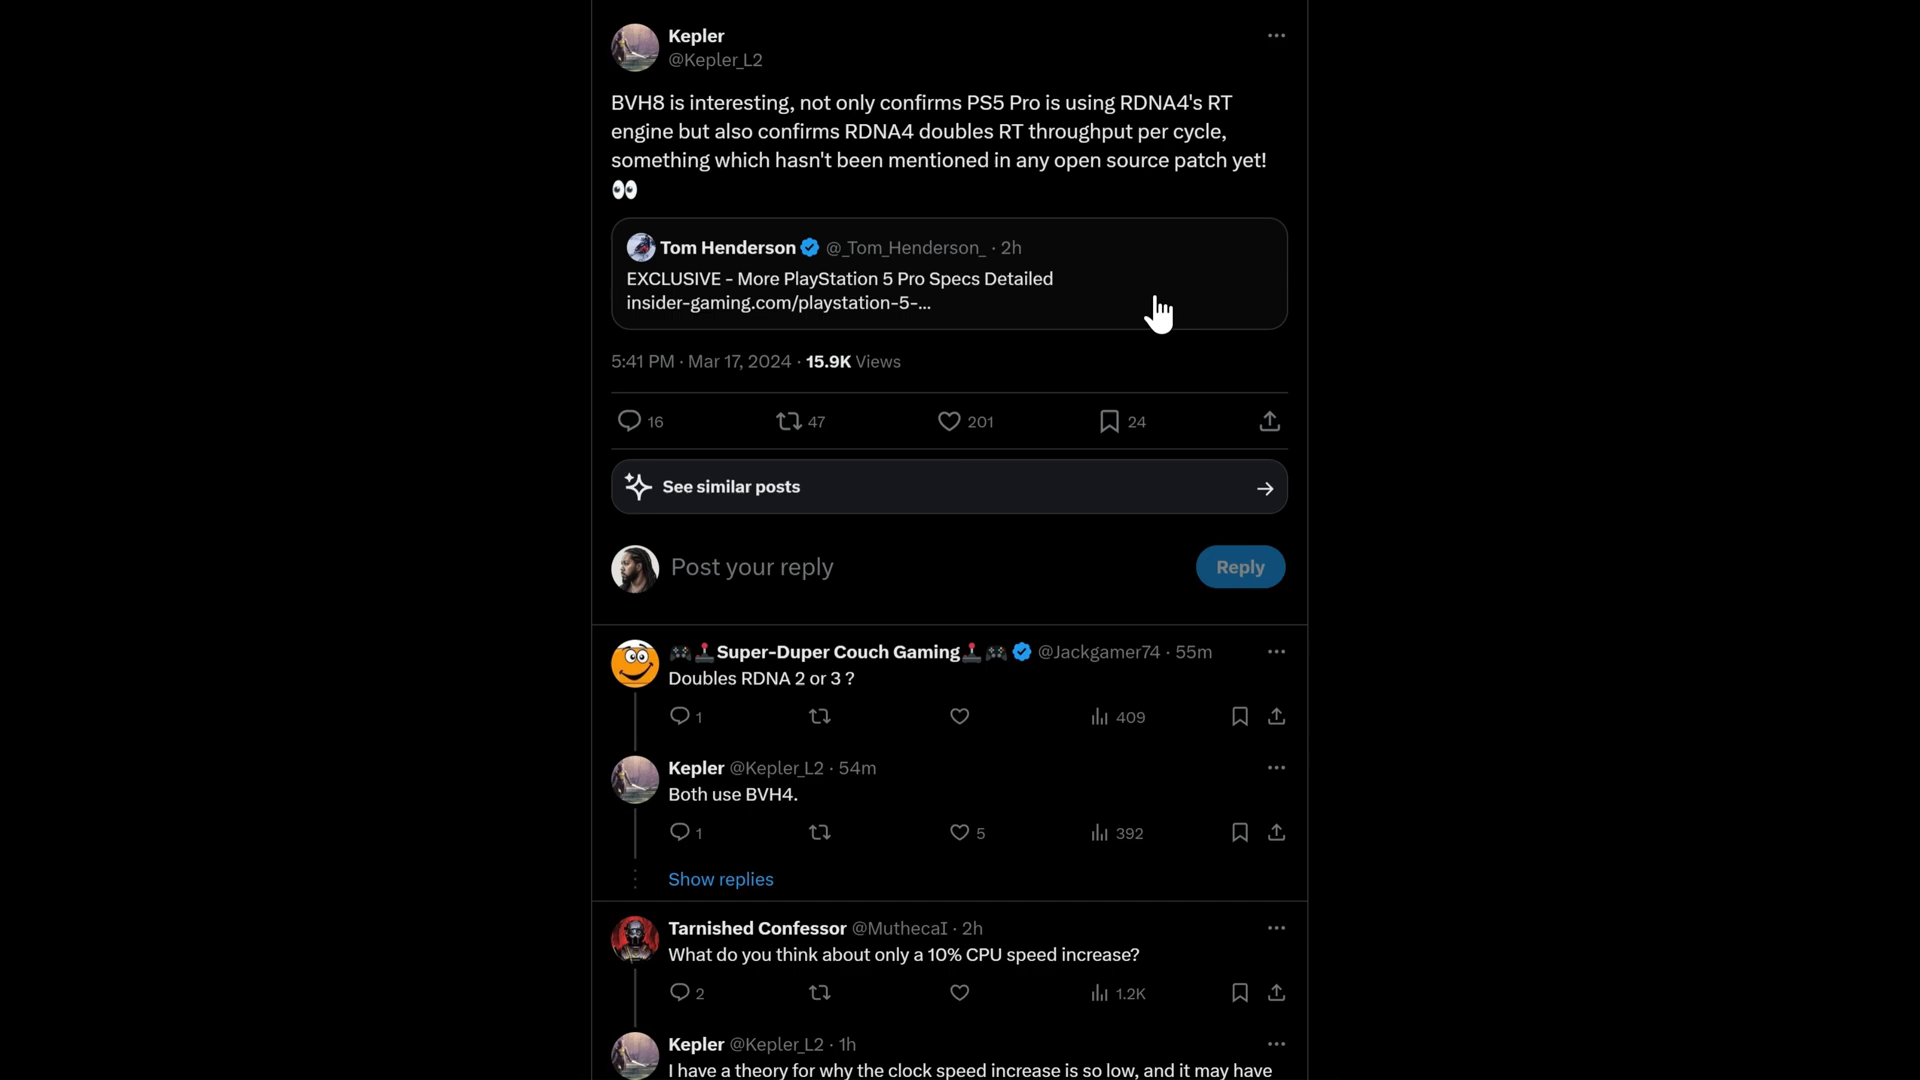 Kepler
@Kepler_L2
BVH8 is interesting, not only confirms PS5 Pro is using RDNA4's RT
engine but also confirms RDNA4 doubles RT throughput per cycle,
something which hasn't been mentioned in any open source patch yet!
👀
Tom Henderson @_Tom_Henderson_ · 2h
EXCLUSIVE - More PlayStation 5 Pro Specs Detailed
insider-gaming.com/playstation-5-...
5:41 PM · Mar 17, 2024 · 15.9K Views
16 47 201 24
See similar posts
Post your reply Reply
🎮🕹️Super-Duper Couch Gaming🕹️🎮 @Jackgamer74 · 55m
Doubles RDNA 2 or 3 ?
1 409
Kepler @Kepler_L2 · 54m
Both use BVH4.
1 5 392
Show replies
Tarnished Confessor @MuthecaI · 2h
What do you think about only a 10% CPU speed increase?
2 1.2K
Kepler @Kepler_L2 · 1h
I have a theory for why the clock speed increase is so low, and it may have